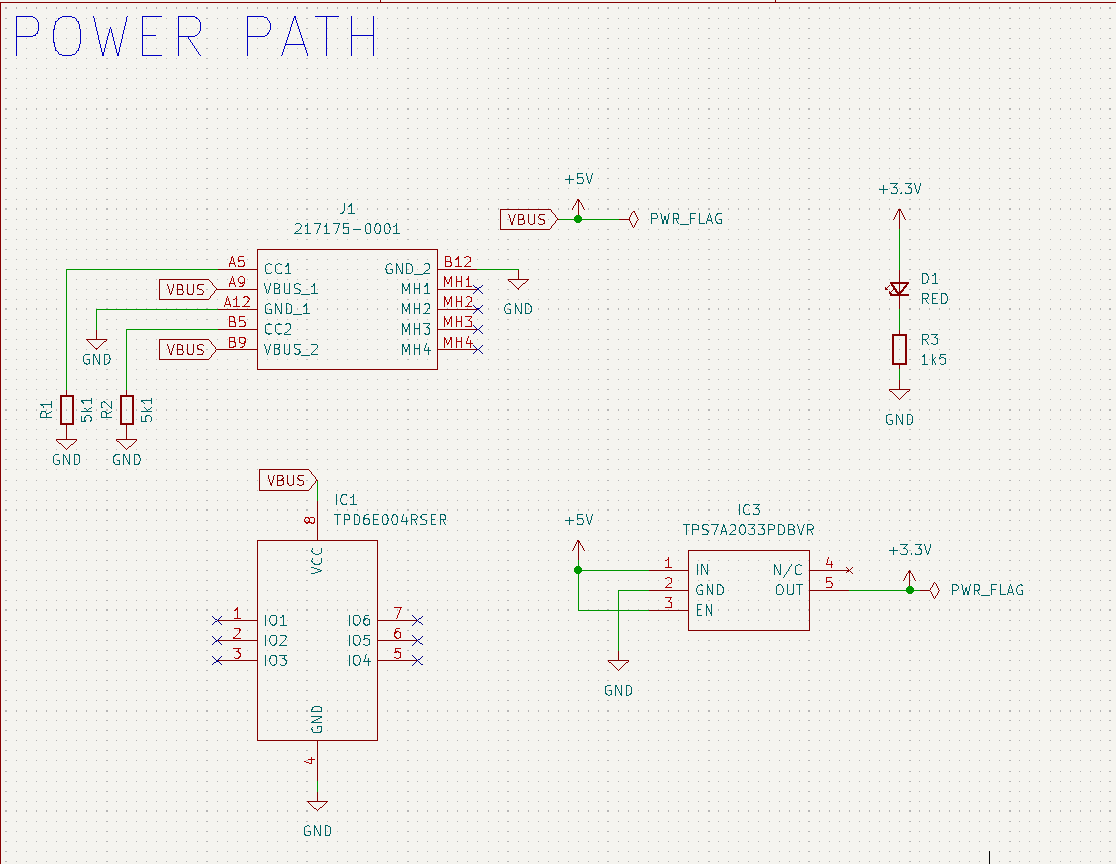 POWER PATH
J1
217175-0001
A5 CC1
VBUS A9 VBUS_1
A12 GND_1
B5 CC2
VBUS B9 VBUS_2
GND_2 B12
MH1 MH1
MH2 MH2
MH3 MH3
MH4 MH4
GND
GND
R1 5k1
R2 5k1
GND
GND
+5V
VBUS PWR_FLAG
+3.3V
D1
RED
R3
1k5
GND
VBUS
IC1
TPD6E004RSER
8
VCC
1 IO1 IO6 7
2 IO2 IO5 6
3 IO3 IO4 5
GND
4
GND
IC3
TPS7A2033PDBVR
+5V
1 IN N/C 4
2 GND OUT 5
3 EN
GND
+3.3V
PWR_FLAG